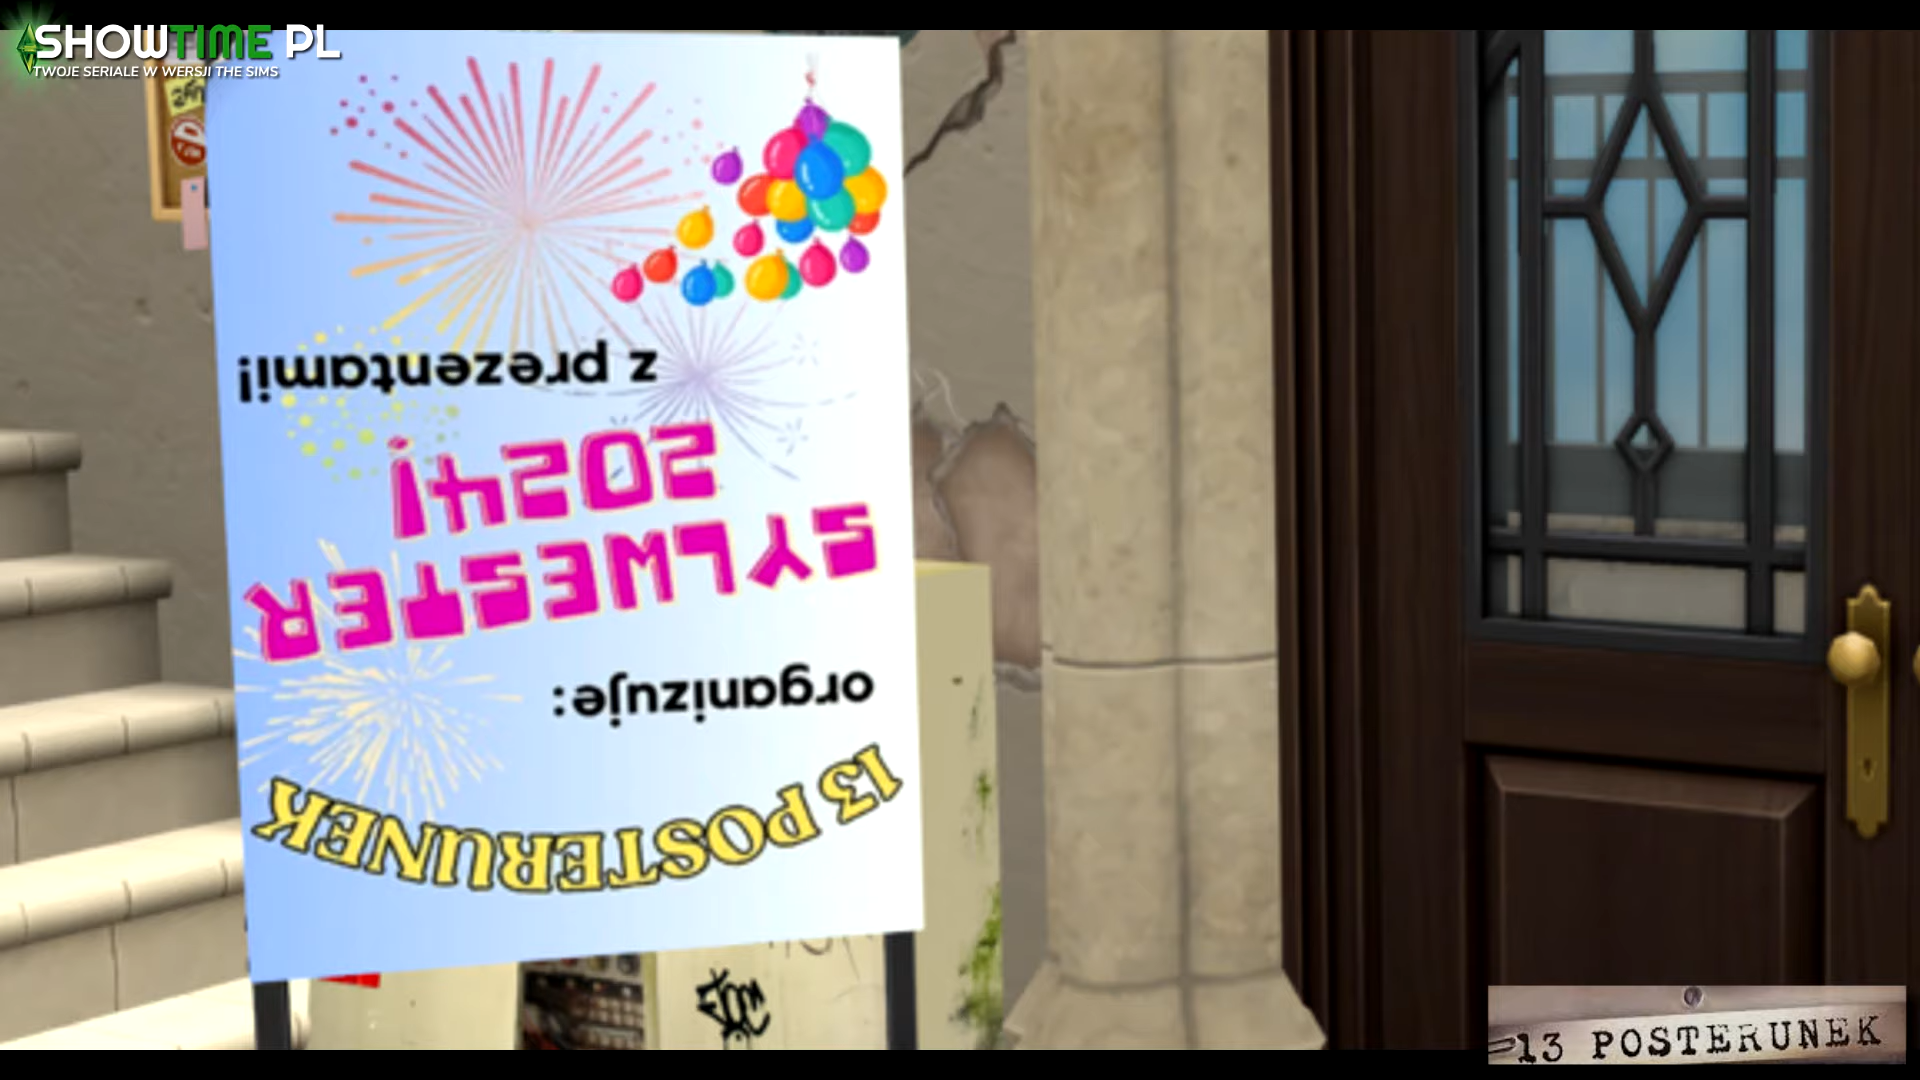 SHOWTIME PL
TWOJE SERIALE W WERSJI THE SIMS
13 POSTERUNEK
organizuje:
SYLWESTER
2024!
z prezentami!
13 POSTERUNEK